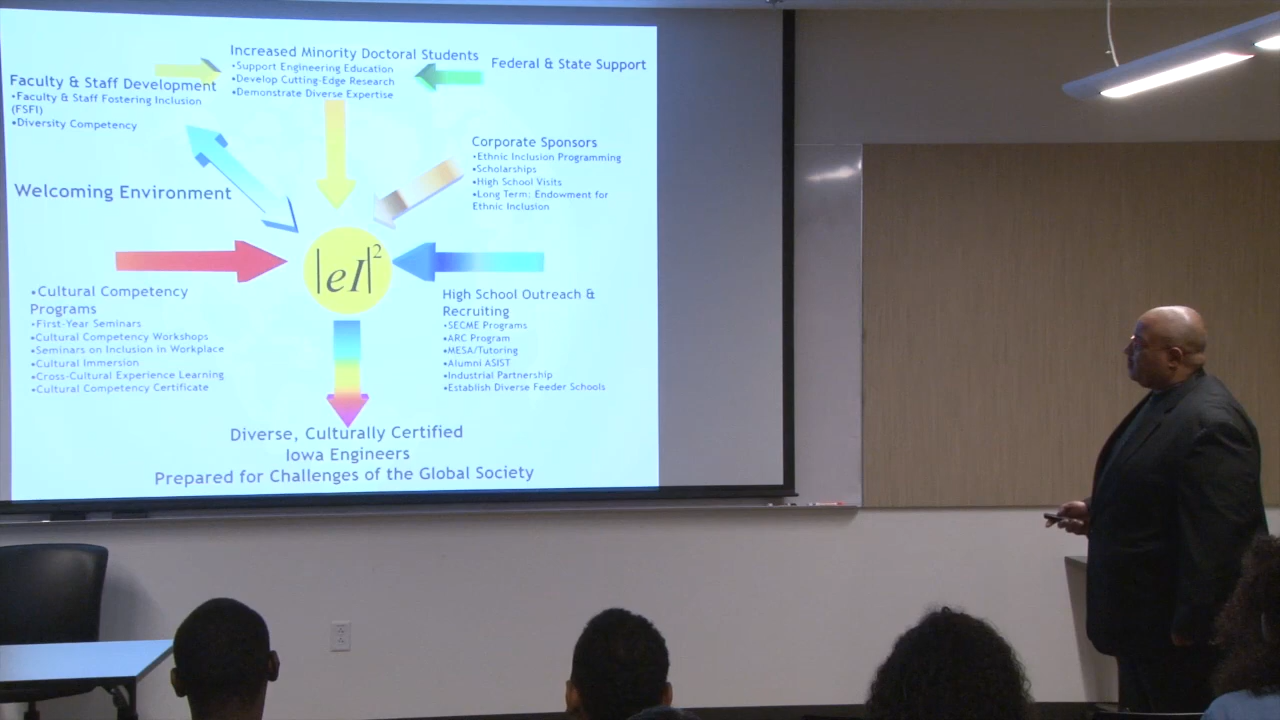 Increased Minority Doctoral Students
•Support Engineering Education
•Develop Cutting-Edge Research
•Demonstrate Diverse Expertise
Federal & State Support
Faculty & Staff Development
•Faculty & Staff Fostering Inclusion
(FSFI)
•Diversity Competency
Corporate Sponsors
•Ethnic Inclusion Programming
•Scholarships
•High School Visits
•Long Term: Endowment for
Ethnic Inclusion
Welcoming Environment
|eI|²
•Cultural Competency
Programs
•First-Year Seminars
•Cultural Competency Workshops
•Seminars on Inclusion in Workplace
•Cultural Immersion
•Cross-Cultural Experience Learning
•Cultural Competency Certificate
High School Outreach &
Recruiting
•SECME Programs
•ARC Program
•MESA/Tutoring
•Alumni ASIST
•Industrial Partnership
•Establish Diverse Feeder Schools
Diverse, Culturally Certified
Iowa Engineers
Prepared for Challenges of the Global Society